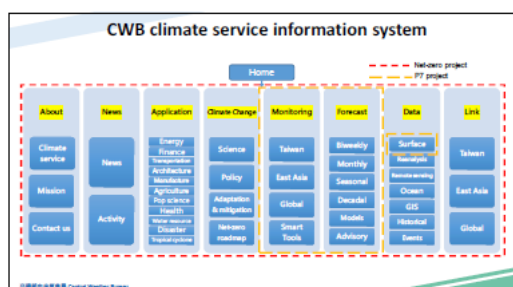 CWB climate service information system
Net-zero project
P7 project
Home
About
Climate
service
Mission
Contact us
News
News
Activity
Application
Energy
Finance
Transportation
Architecture
Manufacture
Agriculture
Pop science
Health
Water resource
Disaster
Tropical cyclone
Climate Change
Science
Policy
Adaptation
& mitigation
Net-zero
roadmap
Monitoring
Taiwan
East Asia
Global
Smart
Tools
Forecast
Biweekly
Monthly
Seasonal
Decadal
Models
Advisory
Data
Surface
Reanalysis
Remote sensing
Ocean
GIS
Historical
Events
Link
Taiwan
East Asia
Global
Central Weather Bureau